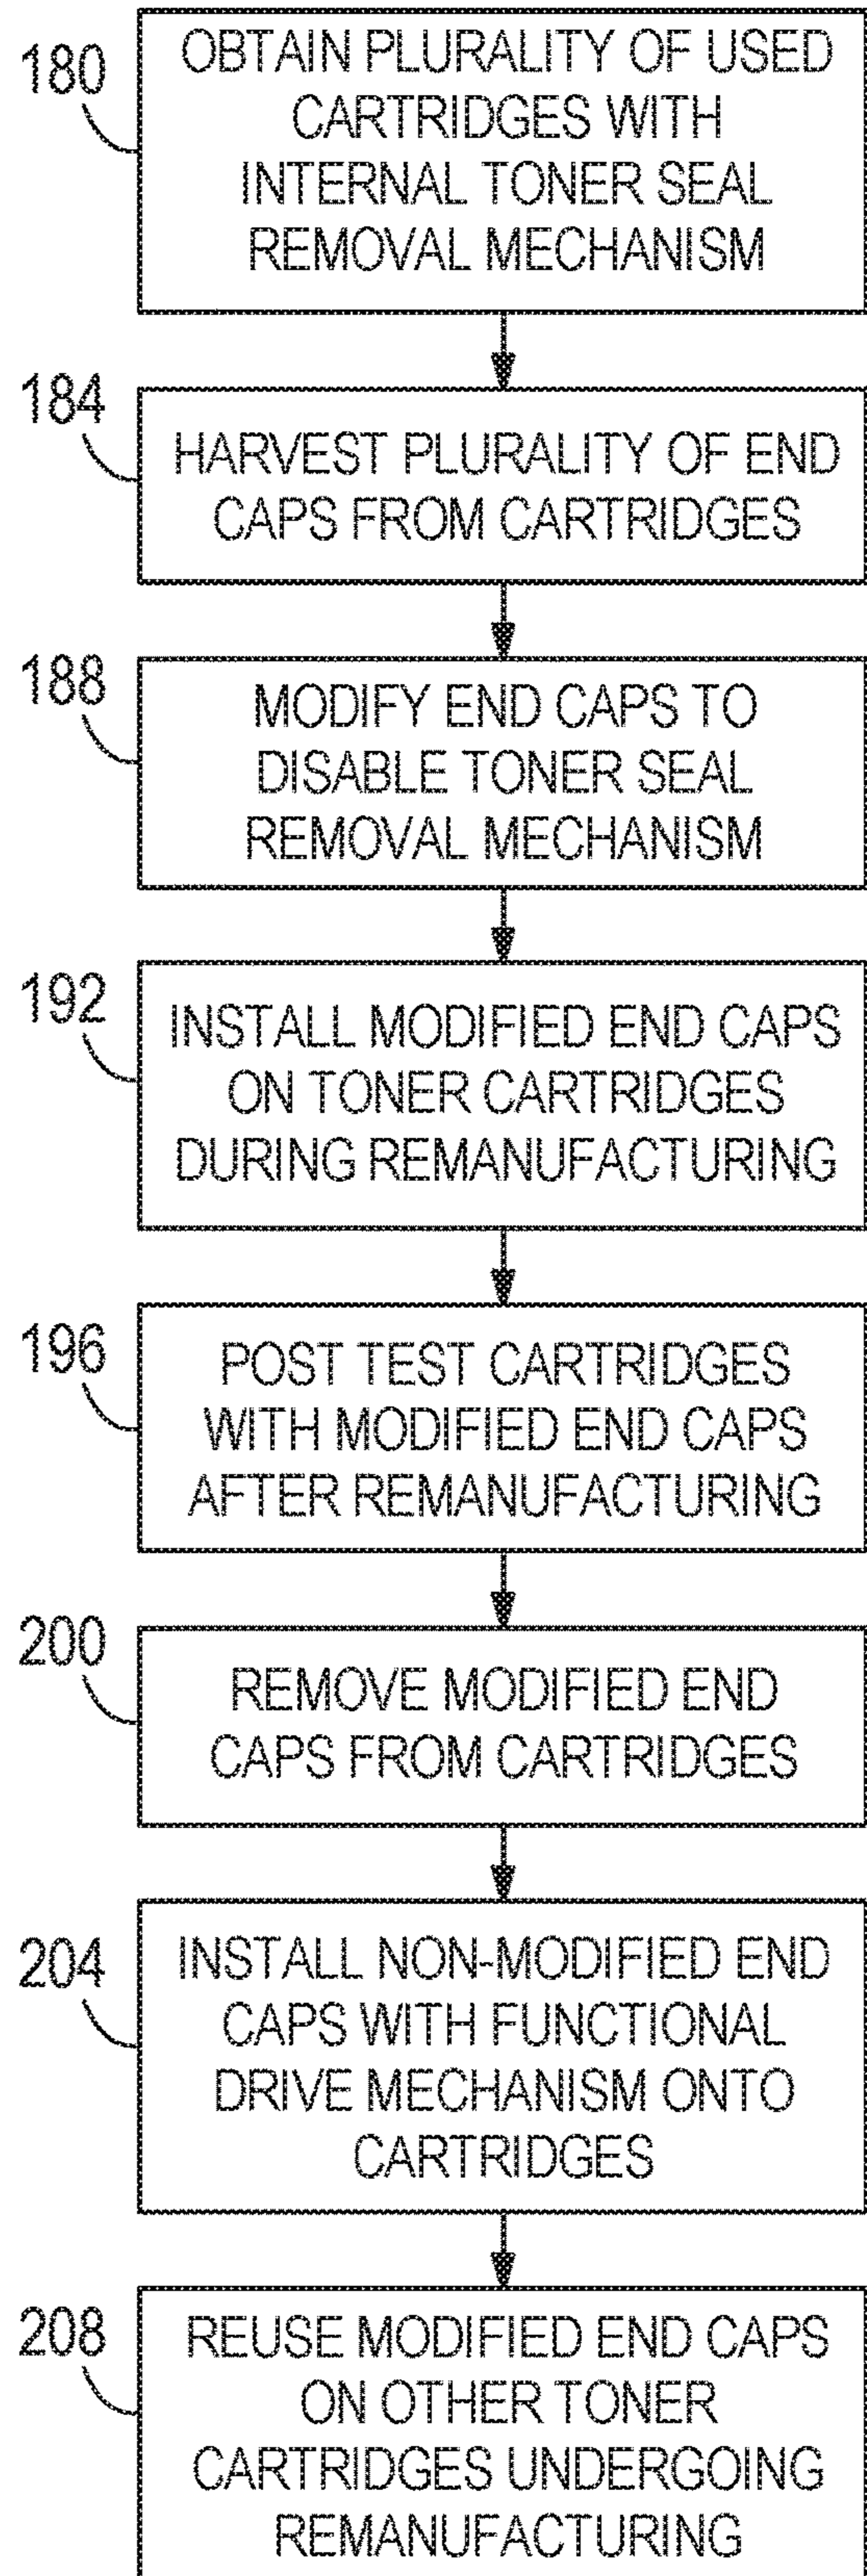 180
OBTAIN PLURALITY OF USED
CARTRIDGES WITH
INTERNAL TONER SEAL
REMOVAL MECHANISM
184
HARVEST PLURALITY OF END
CAPS FROM CARTRIDGES
188
MODIFY END CAPS TO
DISABLE TONER SEAL
REMOVAL MECHANISM
192
INSTALL MODIFIED END CAPS
ON TONER CARTRIDGES
DURING REMANUFACTURING
196
POST TEST CARTRIDGES
WITH MODIFIED END CAPS
AFTER REMANUFACTURING
200
REMOVE MODIFIED END
CAPS FROM CARTRIDGES
204
INSTALL NON-MODIFIED END
CAPS WITH FUNCTIONAL
DRIVE MECHANISM ONTO
CARTRIDGES
208
REUSE MODIFIED END CAPS
ON OTHER TONER
CARTRIDGES UNDERGOING
REMANUFACTURING